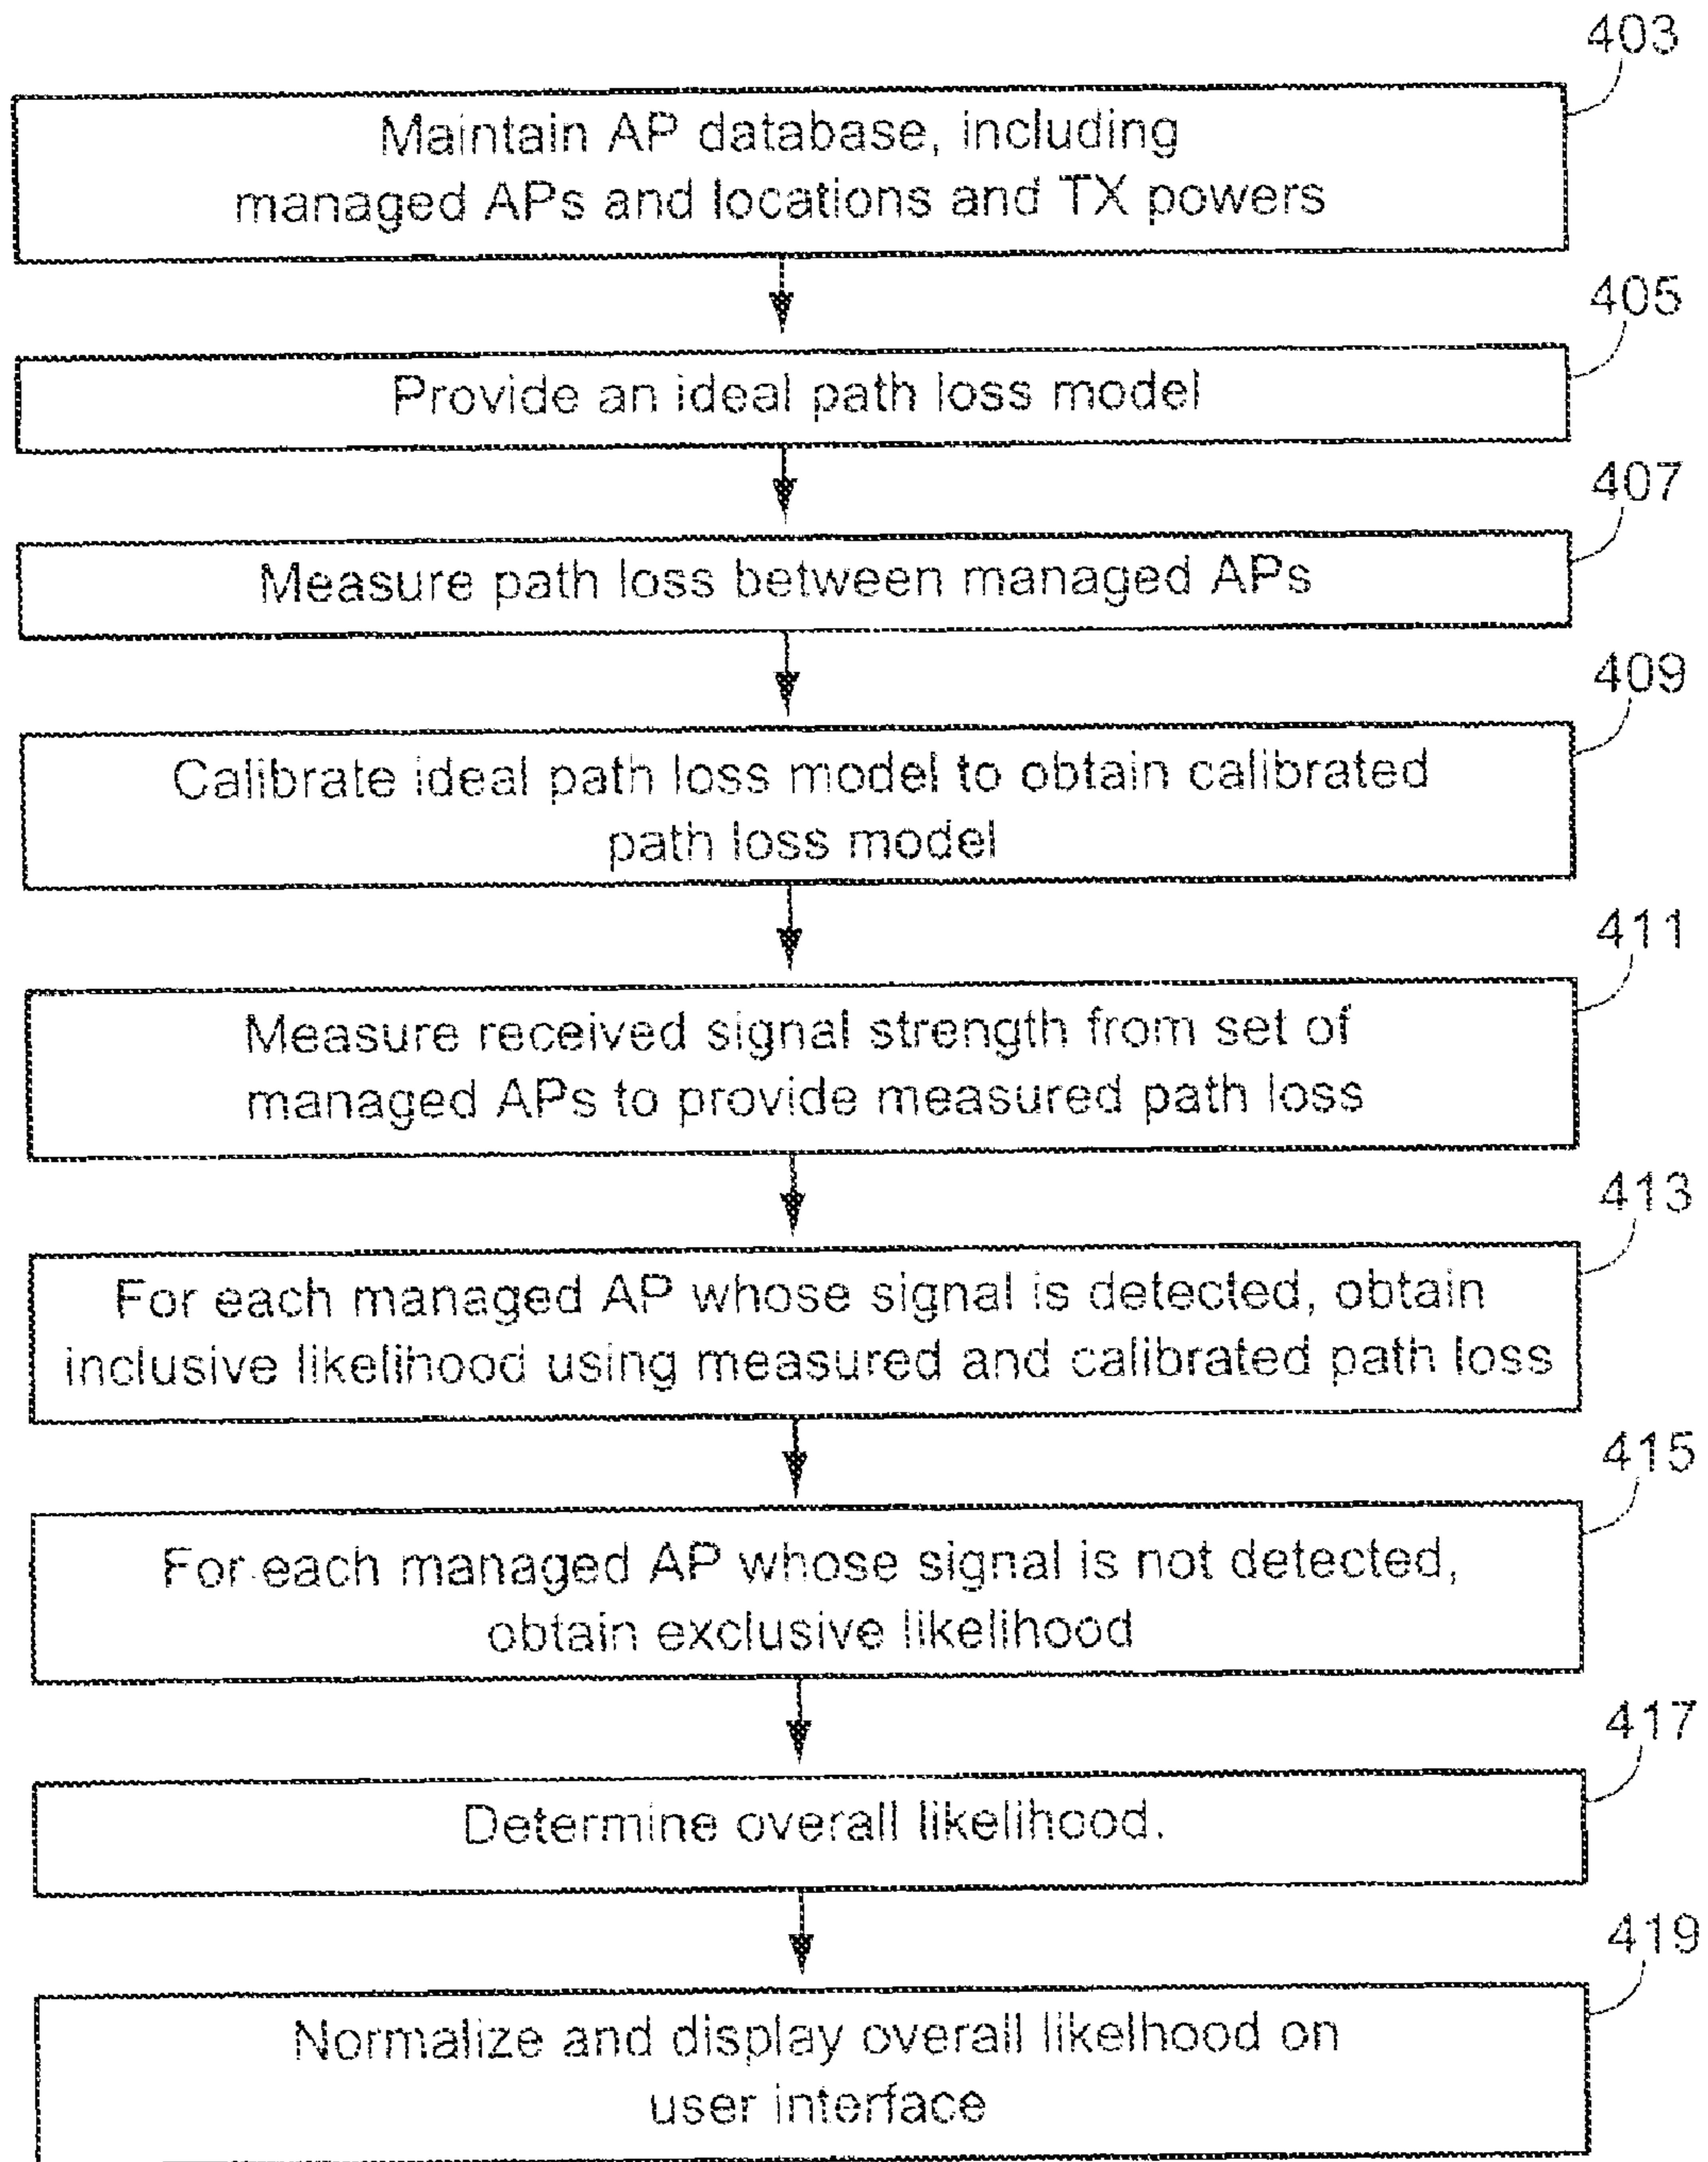 403
Maintain AP database, including
managed APs and locations and TX powers
405
Provide an ideal path loss model
407
Measure path loss between managed APs
409
Calibrate ideal path loss model to obtain calibrated
path loss model
411
Measure received signal strength from set of
managed APs to provide measured path loss
413
For each managed AP whose signal is detected, obtain
inclusive likelihood using measured and calibrated path loss
415
For each managed AP whose signal is not detected,
obtain exclusive likelihood
417
Determine overall likelihood.
419
Normalize and display overall likelhood on
user interface